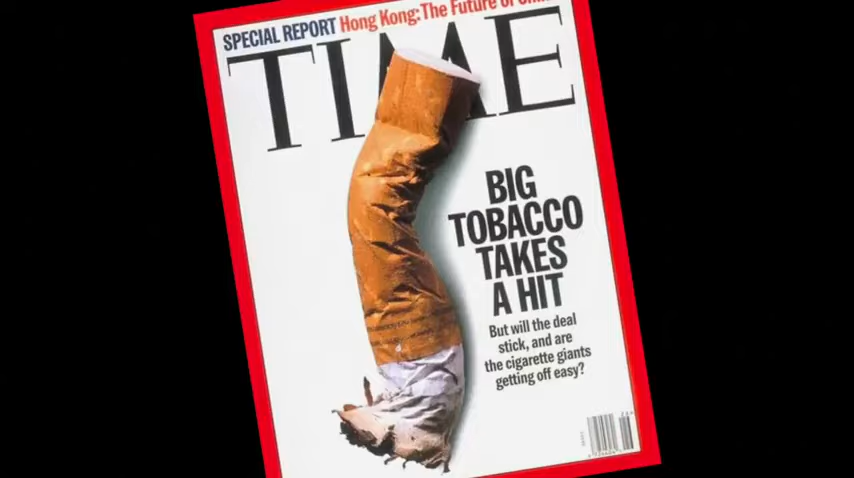 SPECIAL REPORT Hong Kong: The Future of
TIME
BIG
TOBACCO
TAKES
A HIT
But will the deal
stick, and are
the cigarette giants
getting off easy?